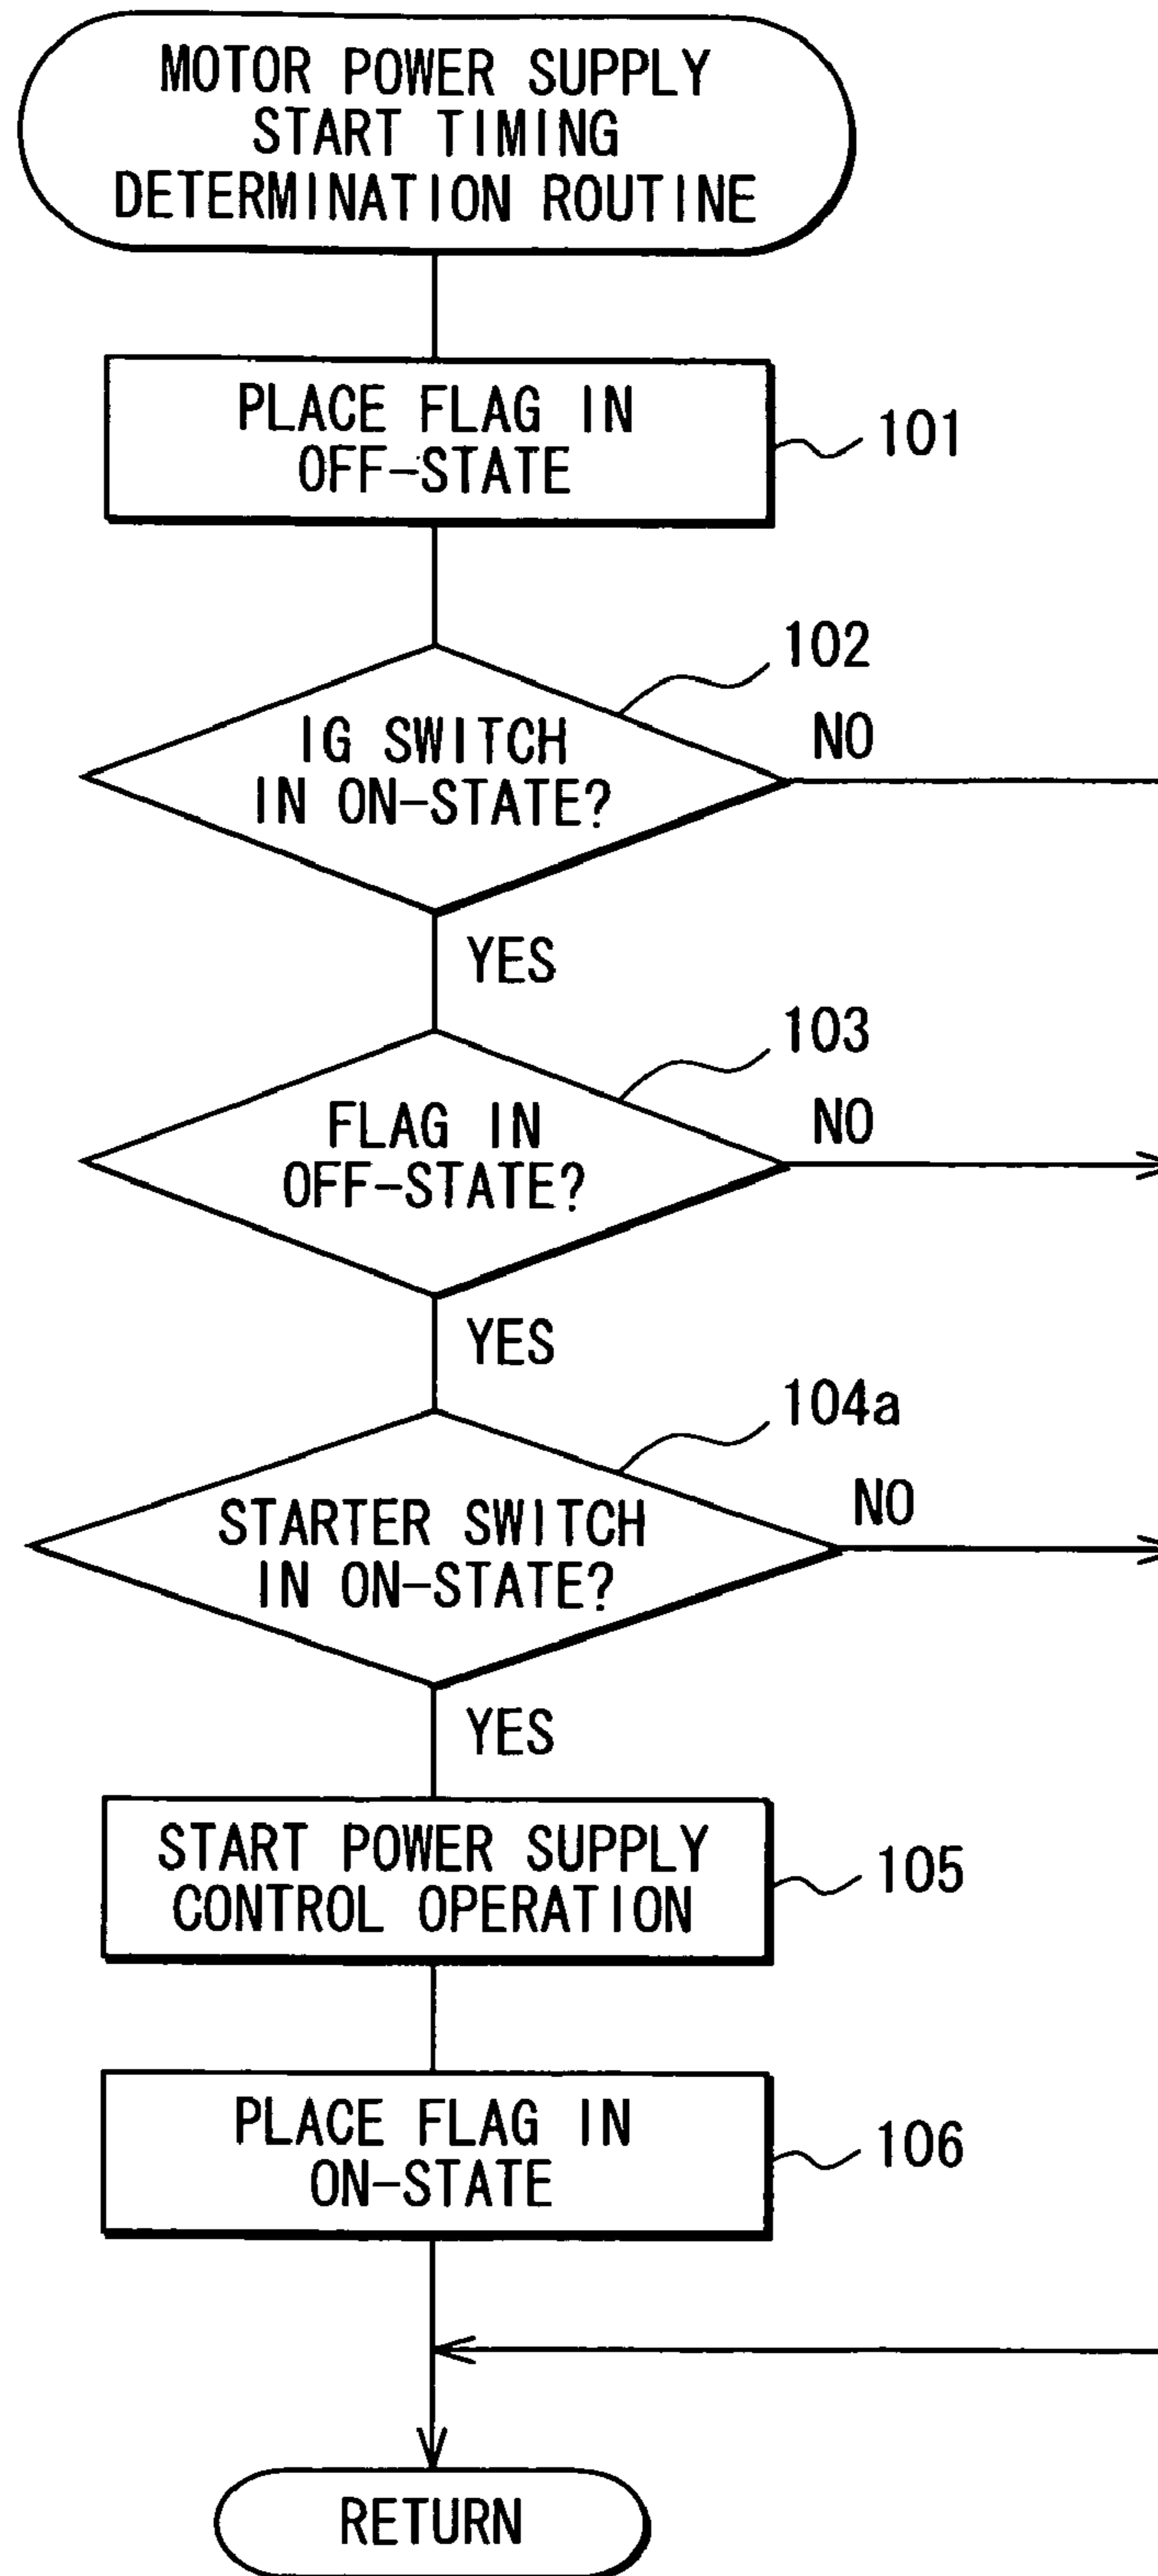 MOTOR POWER SUPPLY
START TIMING
DETERMINATION ROUTINE
PLACE FLAG IN
OFF-STATE
101
102
IG SWITCH
IN ON-STATE?
NO
YES
103
FLAG IN
OFF-STATE?
NO
YES
104a
STARTER SWITCH
IN ON-STATE?
NO
YES
START POWER SUPPLY
CONTROL OPERATION
105
PLACE FLAG IN
ON-STATE
106
RETURN